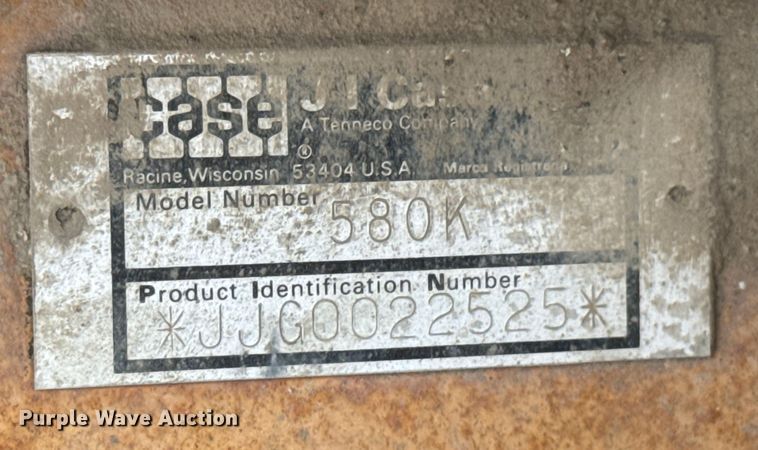 case
J I Case
A Tenneco Company
®
Racine, Wisconsin 53404 U.S.A. Marca Registrada
Model Number 580K
Product Identification Number
*JJG0022525*
Purple Wave Auction